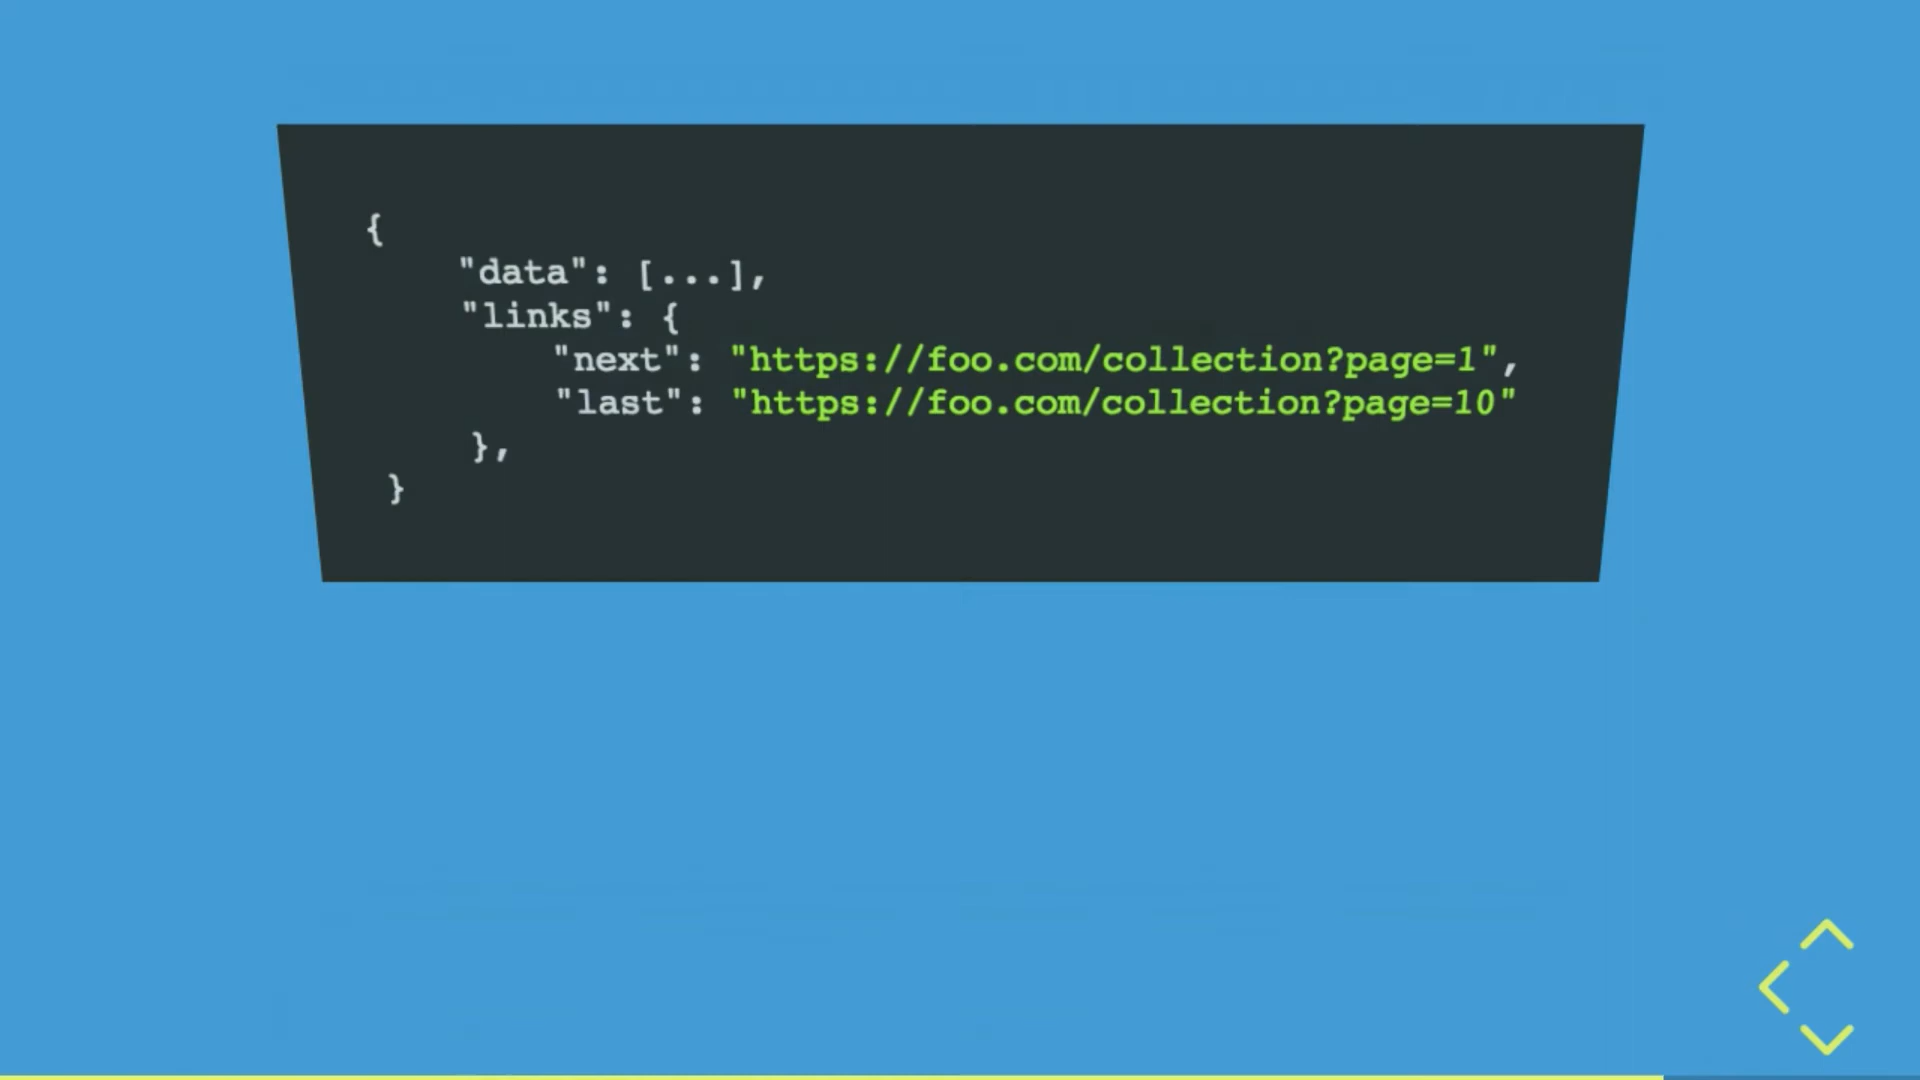 {
"data": [...],
"links": {
"next": "https://foo.com/collection?page=1",
"last": "https://foo.com/collection?page=10"
},
}